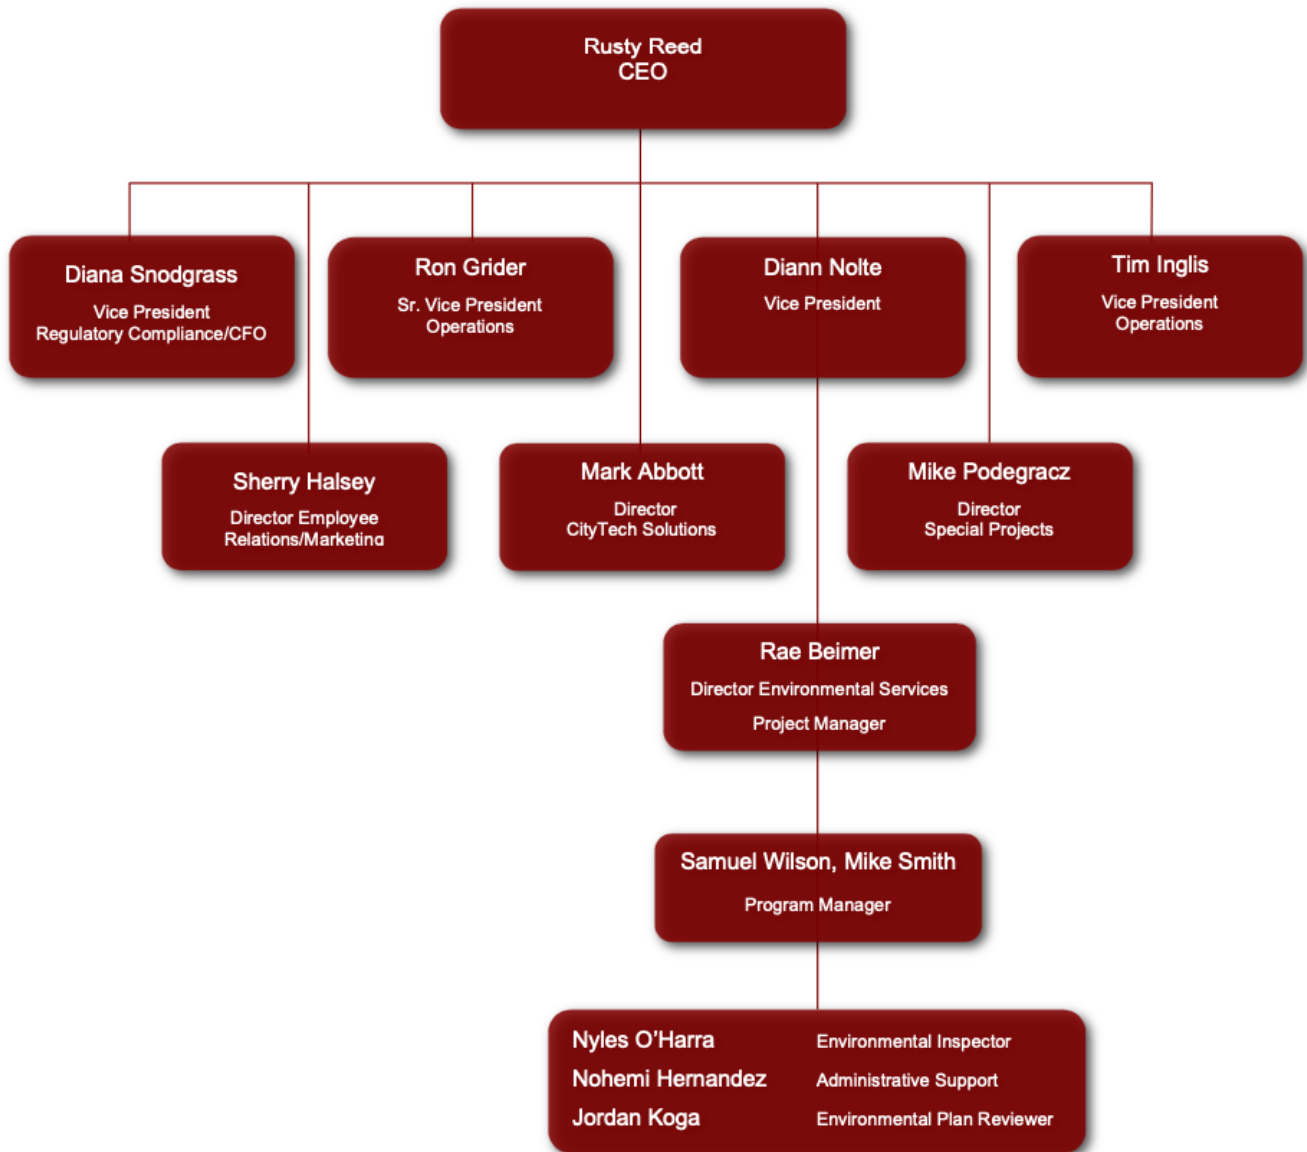 Rusty Reed
CEO
Diana Snodgrass
Vice President
Regulatory Compliance/CFO
Ron Grider
Sr. Vice President
Operations
Diann Nolte
Vice President
Tim Inglis
Vice President
Operations
Sherry Halsey
Director Employee
Relations/Marketing
Mark Abbott
Director
CityTech Solutions
Mike Podegracz
Director
Special Projects
Rae Beimer
Director Environmental Services
Project Manager
Samuel Wilson, Mike Smith
Program Manager
Nyles O’Harra Environmental Inspector
Nohemi Hernandez Administrative Support
Jordan Koga Environmental Plan Reviewer